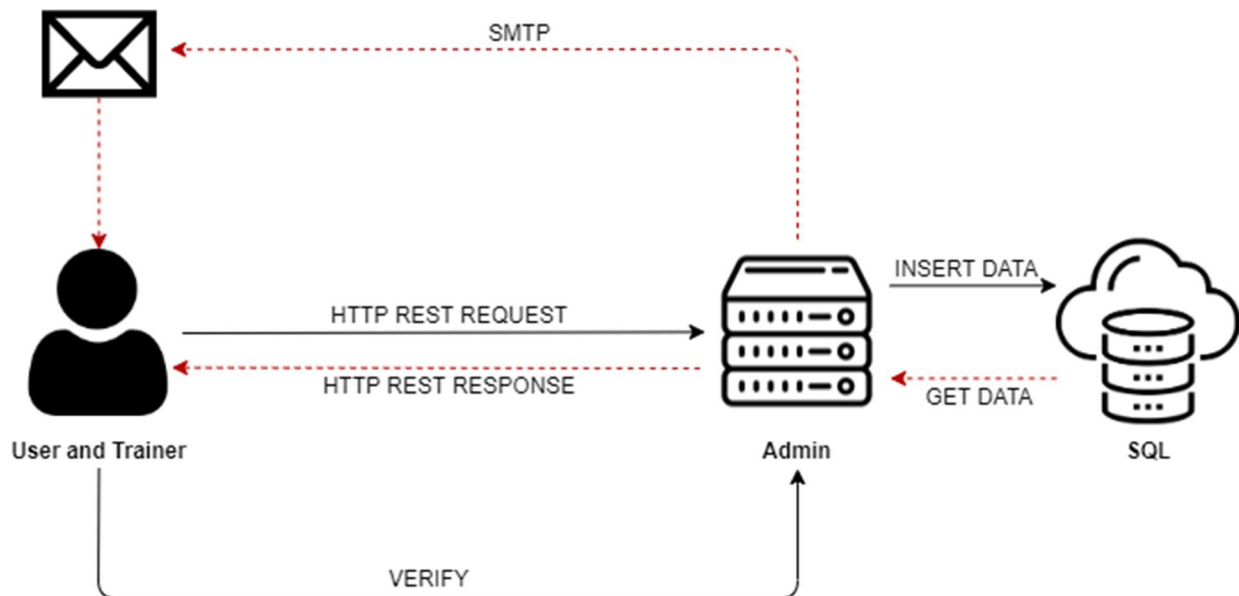 SMTP
INSERT DATA
HTTP REST REQUEST
HTTP REST RESPONSE
GET DATA
User and Trainer
Admin
SQL
VERIFY